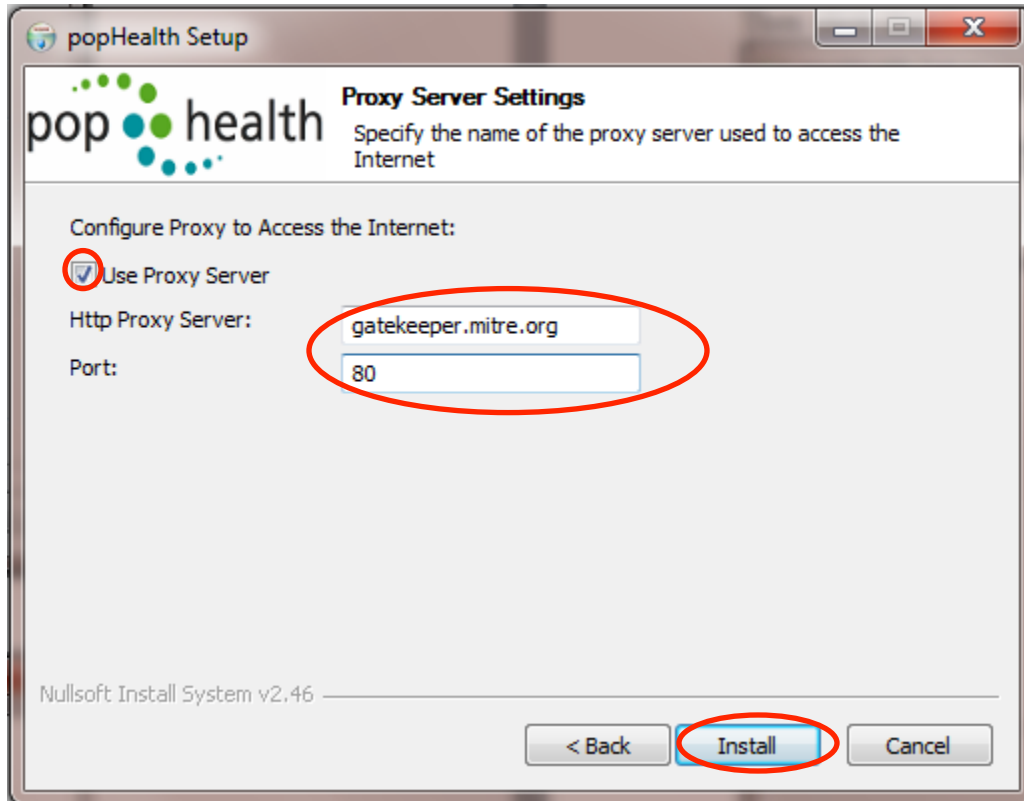 popHealth Setup
pop health
Proxy Server Settings
Specify the name of the proxy server used to access the
Internet
Configure Proxy to Access the Internet:
Use Proxy Server
Http Proxy Server:
gatekeeper.mitre.org
Port:
80
Nullsoft Install System v2.46
< Back
Install
Cancel